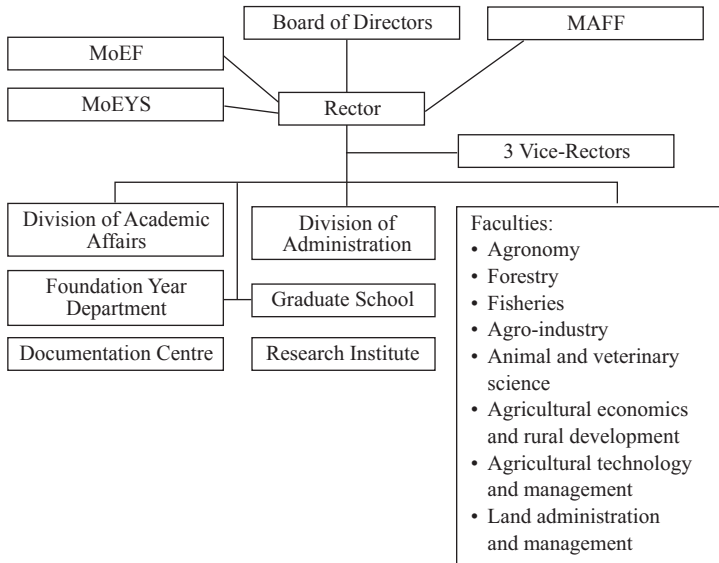 Board of Directors
MAFF
MoEF
MoEYS
Rector
3 Vice-Rectors
Division of Academic
Affairs
Division of
Administration
Foundation Year
Department
Graduate School
Documentation Centre
Research Institute
Faculties:
• Agronomy
• Forestry
• Fisheries
• Agro-industry
• Animal and veterinary
science
• Agricultural economics
and rural development
• Agricultural technology
and management
• Land administration
and management